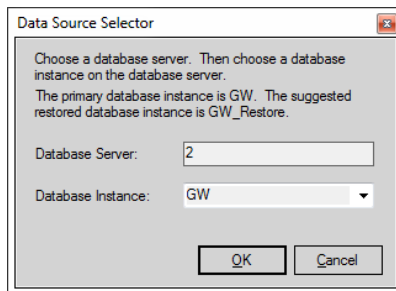 Data Source Selector
Choose a database server. Then choose a database
instance on the database server.
The primary database instance is GW. The suggested
restored database instance is GW_Restore.
Database Server: 2
Database Instance: GW
OK Cancel